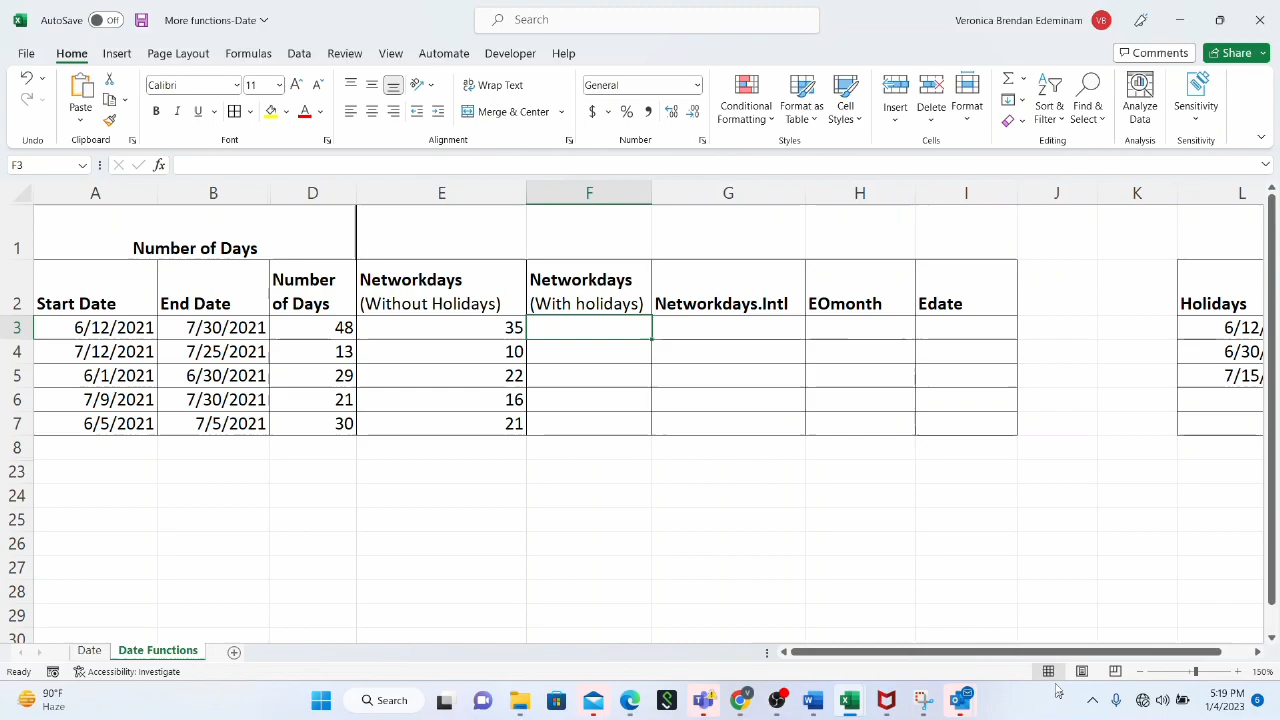 AutoSave Off More functions-Date Search Veronica Brendan Edeminam VB
File Home Insert Page Layout Formulas Data Review View Automate Developer Help Comments Share
Calibri 11 Wrap Text General
Paste B I U Merge & Center $ % Conditional Formatting Format as Table Cell Styles Insert Delete Format Sort & Filter Find & Select Analyze Data Sensitivity
Undo Clipboard Font Alignment Number Styles Cells Editing Analysis Sensitivity
F3 fx
A B D E F G H I J K L
1 Number of Days
2 Start Date End Date Number of Days Networkdays (Without Holidays) Networkdays (With holidays) Networkdays.Intl EOmonth Edate Holidays
3 6/12/2021 7/30/2021 48 35 6/12/
4 7/12/2021 7/25/2021 13 10 6/30/
5 6/1/2021 6/30/2021 29 22 7/15/
6 7/9/2021 7/30/2021 21 16
7 6/5/2021 7/5/2021 30 21
8
23
24
25
26
27
28
29
30
Date Date Functions
Ready Accessibility: Investigate 150%
90°F Haze Search 5:19 PM 1/4/2023 5